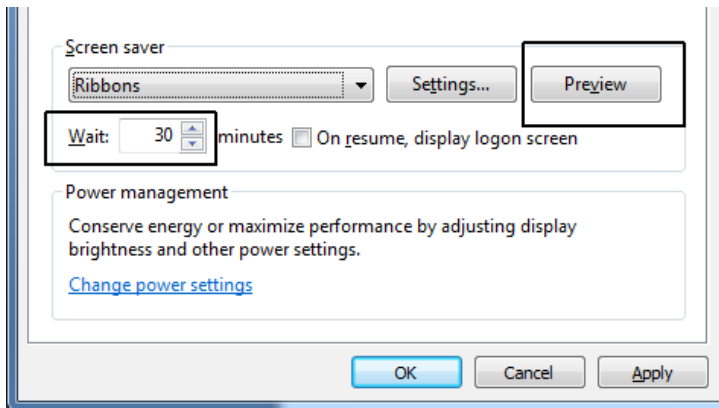 Screen saver
Ribbons Settings... Preview
Wait: 30 minutes On resume, display logon screen
Power management
Conserve energy or maximize performance by adjusting display
brightness and other power settings.
Change power settings
OK Cancel Apply